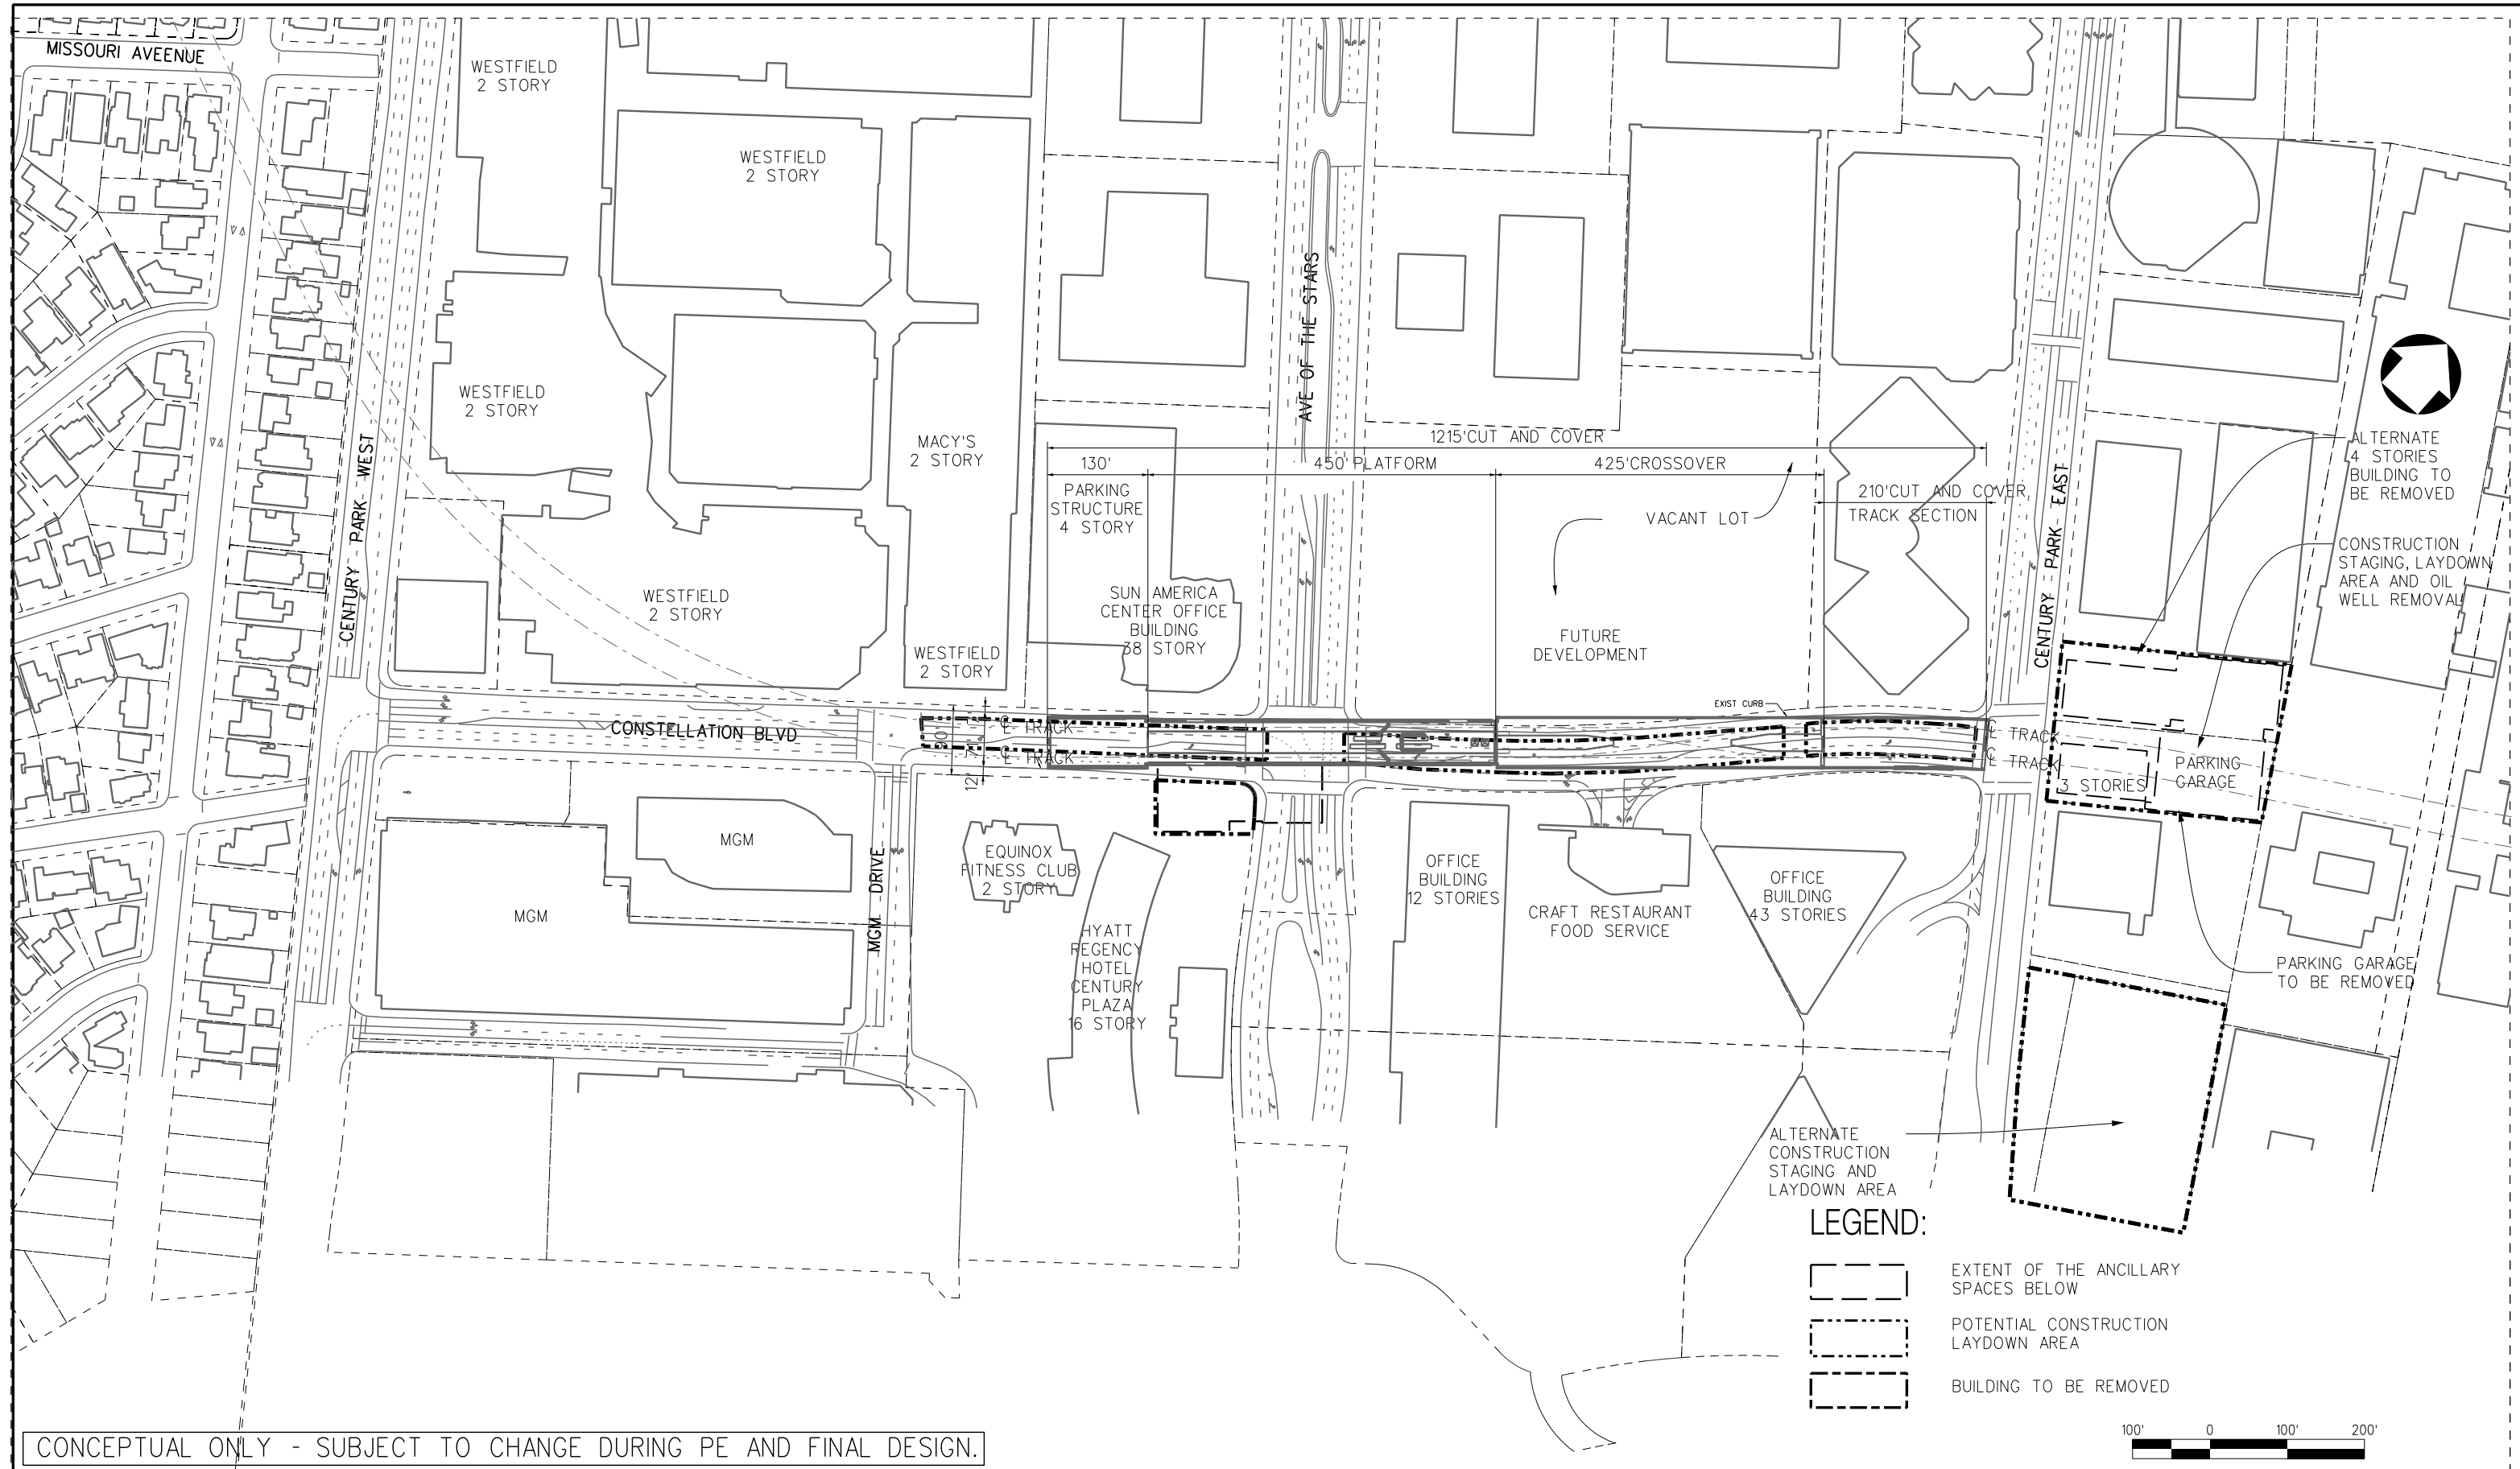 MISSOURI AVEENUE
WESTFIELD
2 STORY
WESTFIELD
2 STORY
WESTFIELD
2 STORY
MACY'S
2 STORY
WESTFIELD
2 STORY
WESTFIELD
2 STORY
CENTURY PARK WEST
AVE OF THE STARS
1215'CUT AND COVER
130'
450' PLATFORM
425'CROSSOVER
210'CUT AND COVER
TRACK SECTION
PARKING
STRUCTURE
4 STORY
VACANT LOT
SUN AMERICA
CENTER OFFICE
BUILDING
38 STORY
FUTURE
DEVELOPMENT
CENTURY PARK EAST
ALTERNATE
4 STORIES
BUILDING TO
BE REMOVED
CONSTRUCTION
STAGING, LAYDOWN
AREA AND OIL
WELL REMOVAL
EXIST CURB
CONSTELLATION BLVD
90'
12'
℄ TRACK
℄ TRACK
℄ TRACK
℄ TRACK
3 STORIES
PARKING
GARAGE
MGM
MGM
MGM DRIVE
EQUINOX
FITNESS CLUB
2 STORY
HYATT
REGENCY
HOTEL
CENTURY
PLAZA
16 STORY
OFFICE
BUILDING
12 STORIES
CRAFT RESTAURANT
FOOD SERVICE
OFFICE
BUILDING
43 STORIES
PARKING GARAGE
TO BE REMOVED
ALTERNATE
CONSTRUCTION
STAGING AND
LAYDOWN AREA
LEGEND:
EXTENT OF THE ANCILLARY
SPACES BELOW
POTENTIAL CONSTRUCTION
LAYDOWN AREA
BUILDING TO BE REMOVED
100' 0 100' 200'
CONCEPTUAL ONLY - SUBJECT TO CHANGE DURING PE AND FINAL DESIGN.